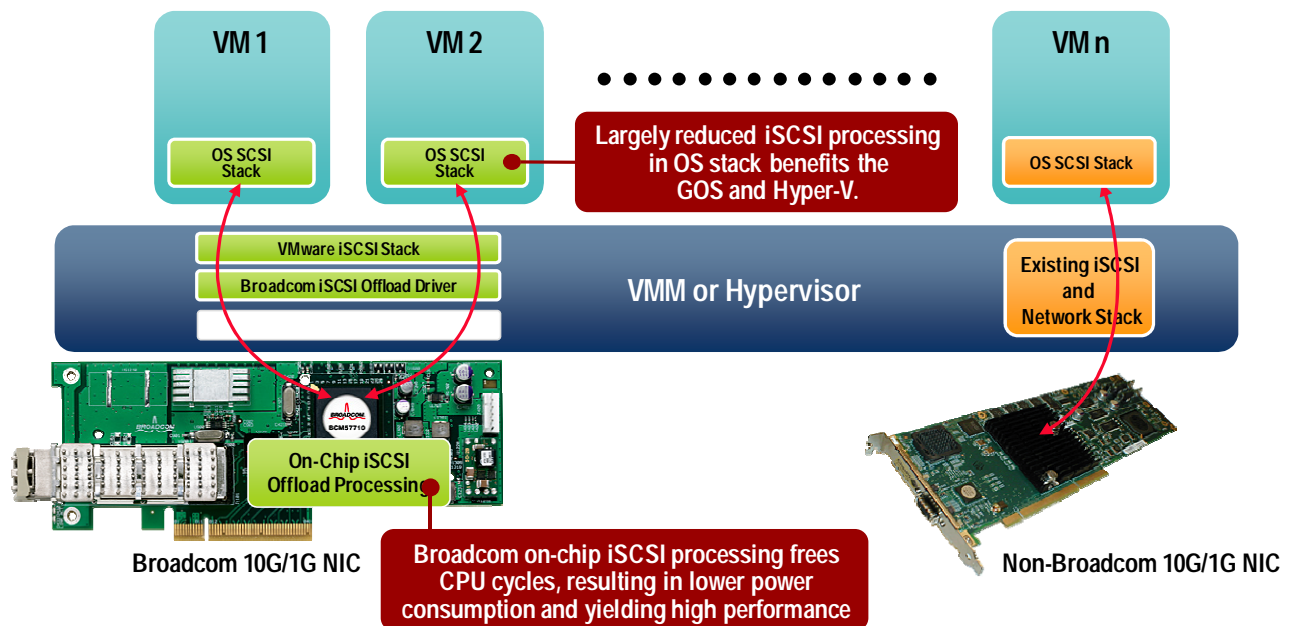 VM 1
VM 2
VM n
OS SCSI
Stack
OS SCSI
Stack
Largely reduced iSCSI processing
in OS stack benefits the
GOS and Hyper-V.
OS SCSI Stack
VMware iSCSI Stack
Broadcom iSCSI Offload Driver
VMM or Hypervisor
Existing iSCSI
and
Network Stack
BROADCOM
BROADCOM
BCM57710
On-Chip iSCSI
Offload Processing
Broadcom 10G/1G NIC
Broadcom on-chip iSCSI processing frees
CPU cycles, resulting in lower power
consumption and yielding high performance
Non-Broadcom 10G/1G NIC